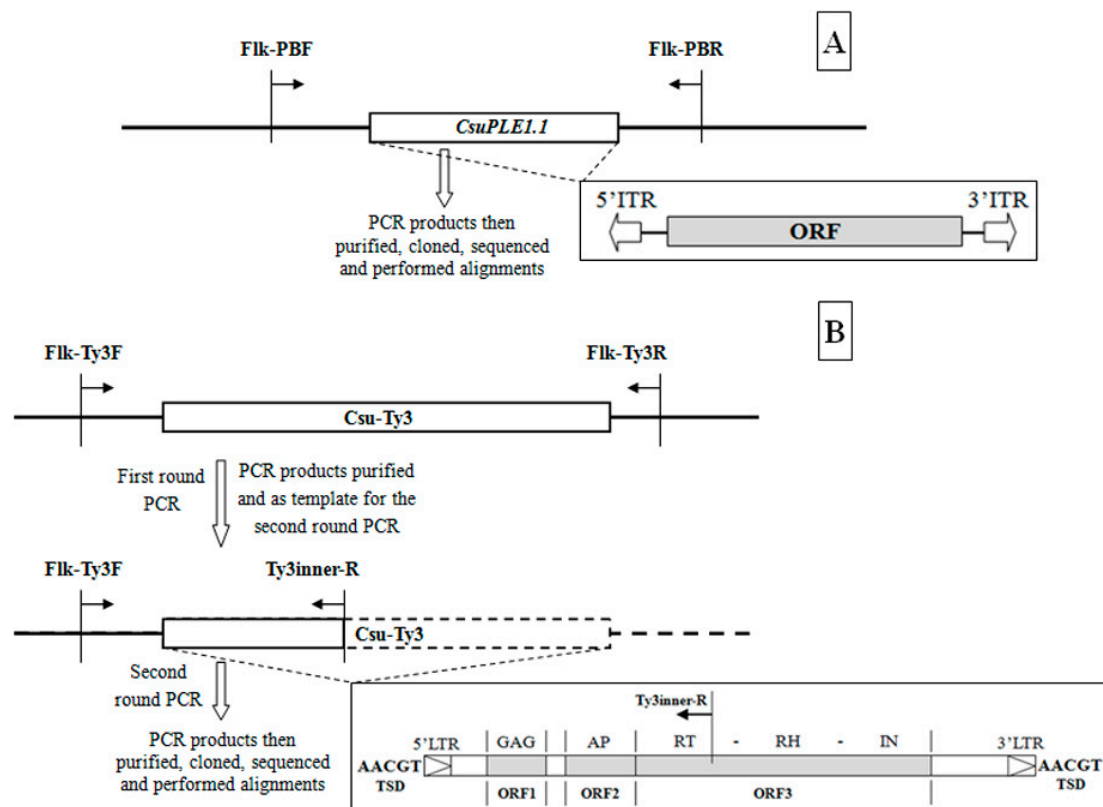 A
Flk-PBF
Flk-PBR
CsuPLE1.1
PCR products then
purified, cloned, sequenced
and performed alignments
5'ITR
3'ITR
ORF
B
Flk-Ty3F
Flk-Ty3R
Csu-Ty3
First round
PCR
PCR products purified
and as template for the
second round PCR
Flk-Ty3F
Ty3inner-R
Csu-Ty3
Second
round PCR
PCR products then
purified, cloned, sequenced
and performed alignments
Ty3inner-R
5'LTR
GAG
AP
RT - RH - IN
3'LTR
AACGT
TSD
AACGT
TSD
ORF1
ORF2
ORF3